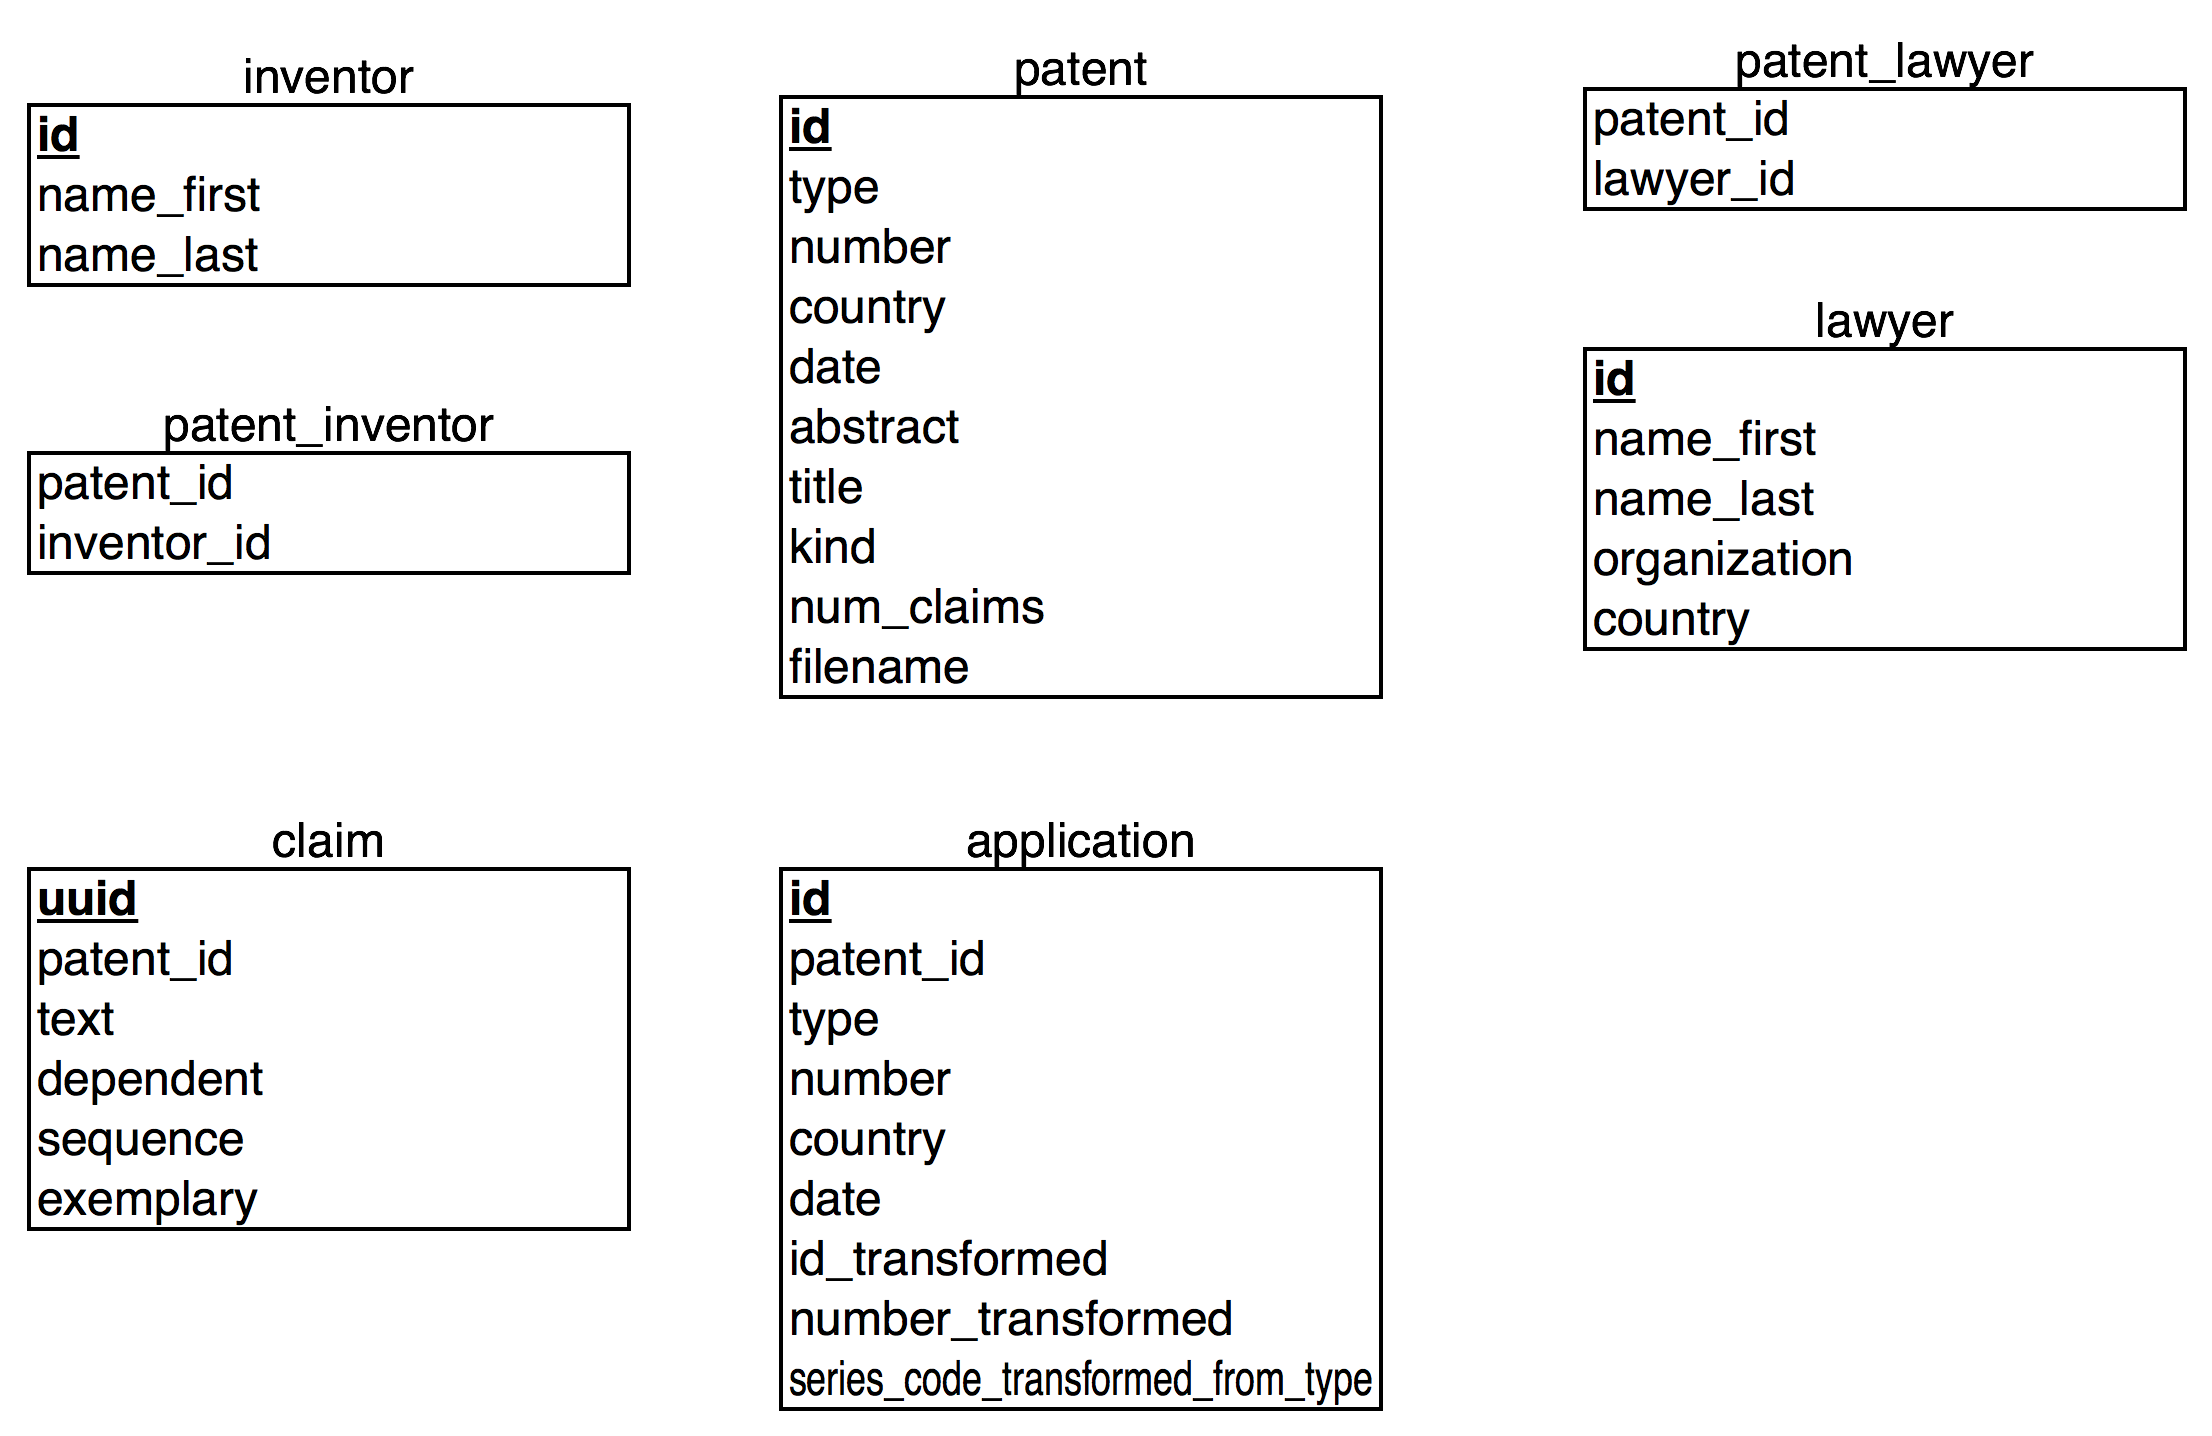 inventor
id
name_first
name_last
patent_inventor
patent_id
inventor_id
patent
id
type
number
country
date
abstract
title
kind
num_claims
filename
patent_lawyer
patent_id
lawyer_id
lawyer
id
name_first
name_last
organization
country
claim
uuid
patent_id
text
dependent
sequence
exemplary
application
id
patent_id
type
number
country
date
id_transformed
number_transformed
series_code_transformed_from_type